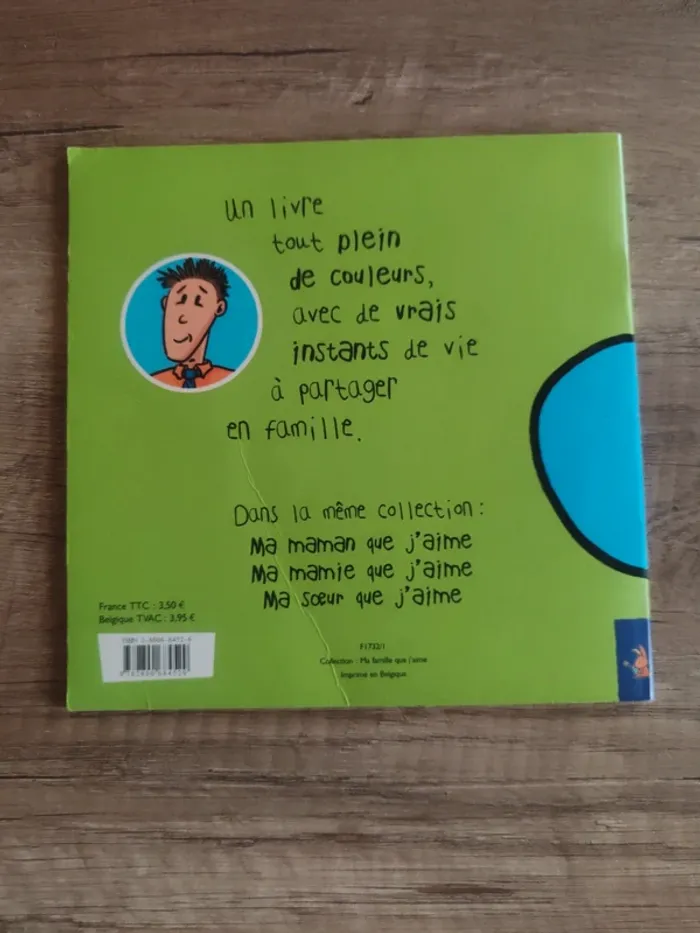 Un livre
tout plein
de couleurs,
avec de vrais
instants de vie
à partager
en famille.
Dans la même collection :
Ma maman que j'aime
Ma mamie que j'aime
Ma sœur que j'aime
France TTC : 3,50 €
Belgique TVAC : 3,95 €
F1732/1
Collection : Ma famille que j'aime
Imprimé en Belgique